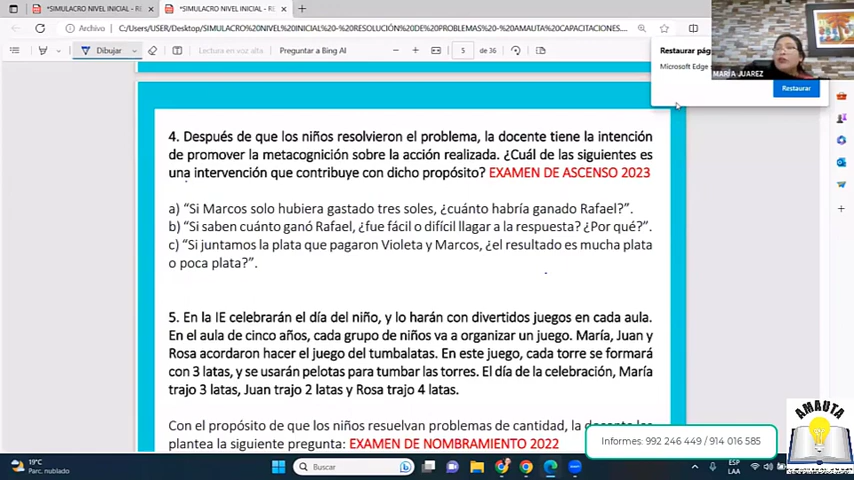 *SIMULACRO NIVEL INICIAL - RE
*SIMULACRO NIVEL INICIAL - RE
Archivo
C:/Users/USER/Desktop/SIMULACRO%20NIVEL%20INICIAL%20-%20RESOLUCIÓN%20DE%20PROBLEMAS%20-%20AMAUTA%20CAPACITACIONES....
Dibujar
Lectura en voz alta
Preguntar a Bing AI
5
de 36
Restaurar pág
Microsoft Edge
Restaurar
MARÍA JUAREZ
4. Después de que los niños resolvieron el problema, la docente tiene la intención
de promover la metacognición sobre la acción realizada. ¿Cuál de las siguientes es
una intervención que contribuye con dicho propósito? EXAMEN DE ASCENSO 2023
a) “Si Marcos solo hubiera gastado tres soles, ¿cuánto habría ganado Rafael?”.
b) “Si saben cuánto ganó Rafael, ¿fue fácil o difícil llagar a la respuesta? ¿Por qué?”.
c) “Si juntamos la plata que pagaron Violeta y Marcos, ¿el resultado es mucha plata
o poca plata?”.
5. En la IE celebrarán el día del niño, y lo harán con divertidos juegos en cada aula.
En el aula de cinco años, cada grupo de niños va a organizar un juego. María, Juan y
Rosa acordaron hacer el juego del tumbalatas. En este juego, cada torre se formará
con 3 latas, y se usarán pelotas para tumbar las torres. El día de la celebración, María
trajo 3 latas, Juan trajo 2 latas y Rosa trajo 4 latas.
Con el propósito de que los niños resuelvan problemas de cantidad, la
plantea la siguiente pregunta: EXAMEN DE NOMBRAMIENTO 2022
Informes: 992 246 449 / 914 016 585
AMAUTA
19°C
Parc. nublado
Buscar
ESP
LAA